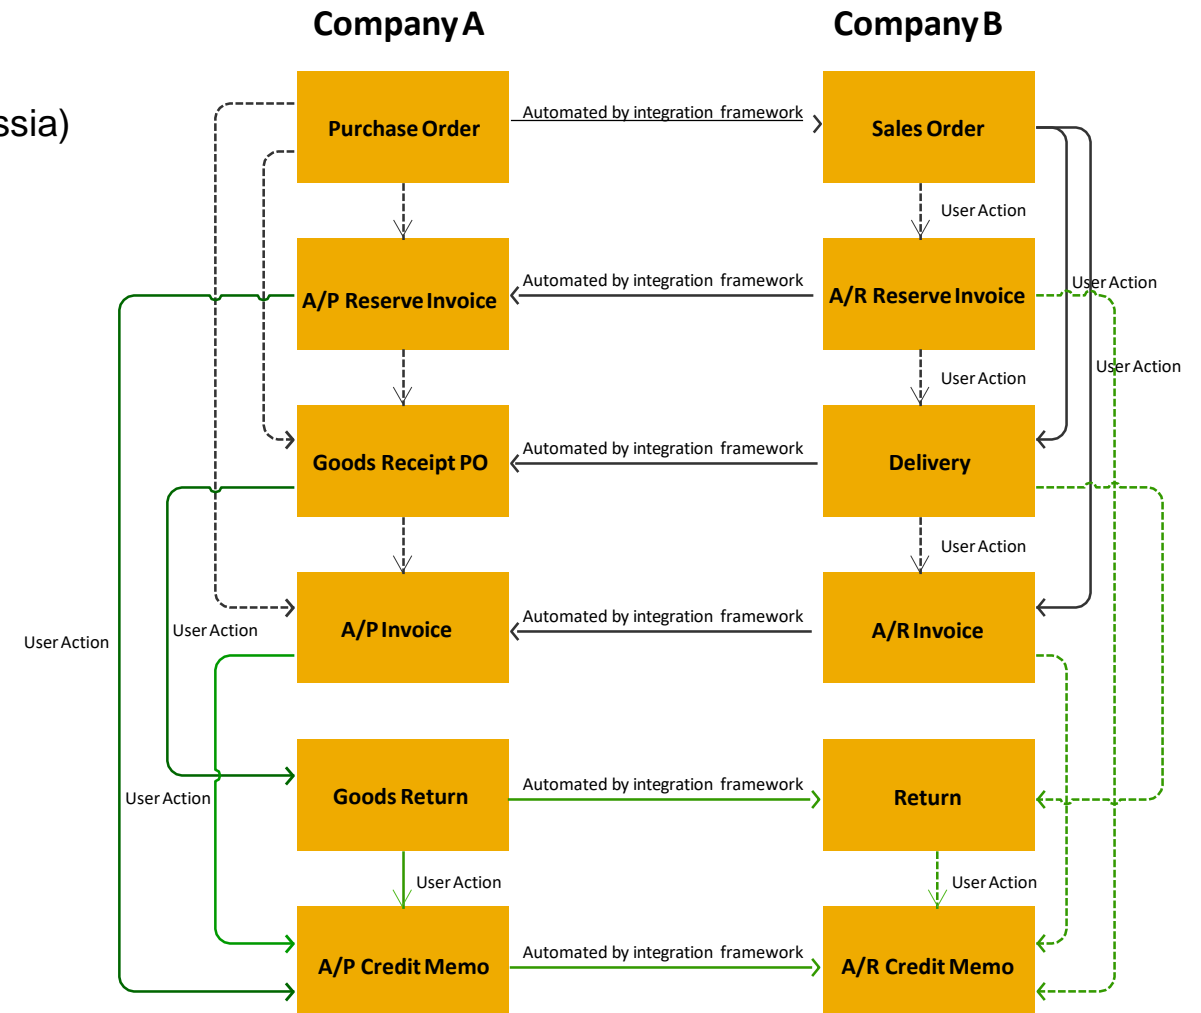 Company A
Company B
ssia)
Purchase Order
Automated by integration framework
Sales Order
User Action
A/P Reserve Invoice
Automated by integration framework
A/R Reserve Invoice
User Action
User Action
User Action
Goods Receipt PO
Automated by integration framework
Delivery
User Action
A/P Invoice
Automated by integration framework
A/R Invoice
User Action
User Action
Goods Return
Automated by integration framework
Return
User Action
User Action
User Action
A/P Credit Memo
Automated by integration framework
A/R Credit Memo